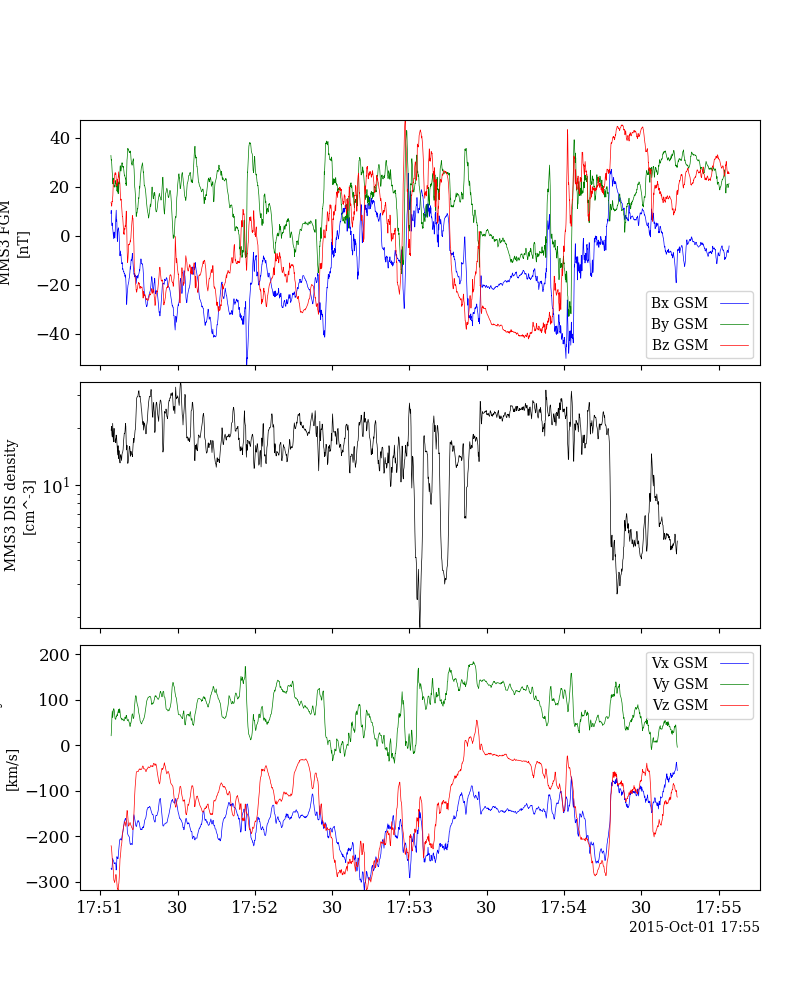 40
20
0
−20
−40
MMS3 FGM
[nT]
Bx GSM
By GSM
Bz GSM
10^1
MMS3 DIS density
[cm^-3]
200
100
0
−100
−200
−300
[km/s]
Vx GSM
Vy GSM
Vz GSM
17:51 30 17:52 30 17:53 30 17:54 30 17:55
2015-Oct-01 17:55